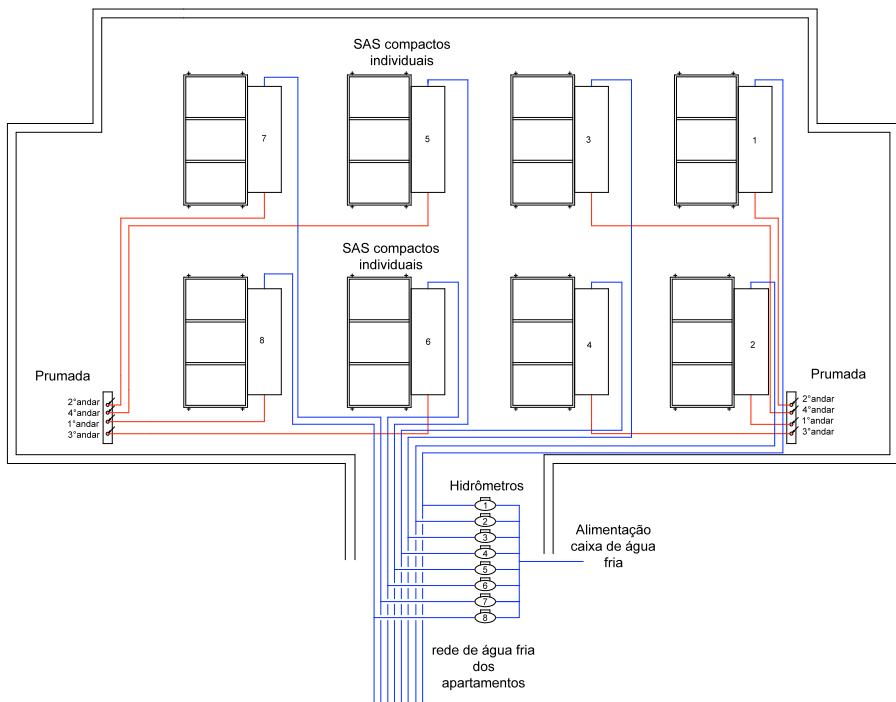 SAS compactos
individuais
7
5
3
1
SAS compactos
individuais
8
6
4
2
Prumada
2°andar
4°andar
1°andar
3°andar
Prumada
2°andar
4°andar
1°andar
3°andar
Hidrômetros
1
2
3
4
5
6
7
8
Alimentação
caixa de água
fria
rede de água fria
dos
apartamentos